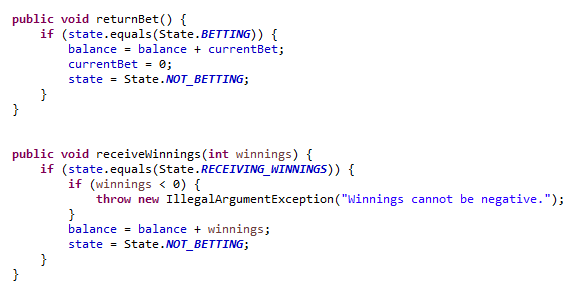 public void returnBet() {
    if (state.equals(State.BETTING)) {
        balance = balance + currentBet;
        currentBet = 0;
        state = State.NOT_BETTING;
    }
}

public void receiveWinnings(int winnings) {
    if (state.equals(State.RECEIVING_WINNINGS)) {
        if (winnings < 0) {
            throw new IllegalArgumentException("Winnings cannot be negative.");
        }
        balance = balance + winnings;
        state = State.NOT_BETTING;
    }
}